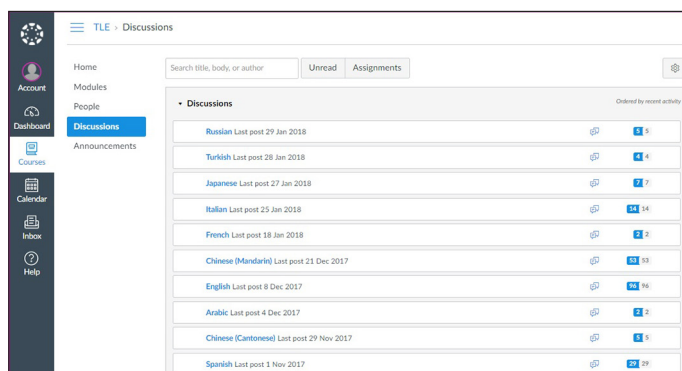 TLE > Discussions
Account
Dashboard
Courses
Calendar
Inbox
Help
Home
Modules
People
Discussions
Announcements
Search title, body, or author
Unread
Assignments
Discussions
Ordered by recent activity
Russian Last post 29 Jan 2018 5 5
Turkish Last post 28 Jan 2018 4 4
Japanese Last post 27 Jan 2018 7 7
Italian Last post 25 Jan 2018 14 14
French Last post 18 Jan 2018 2 2
Chinese (Mandarin) Last post 21 Dec 2017 53 53
English Last post 8 Dec 2017 96 96
Arabic Last post 4 Dec 2017 2 2
Chinese (Cantonese) Last post 29 Nov 2017 5 5
Spanish Last post 1 Nov 2017 29 29